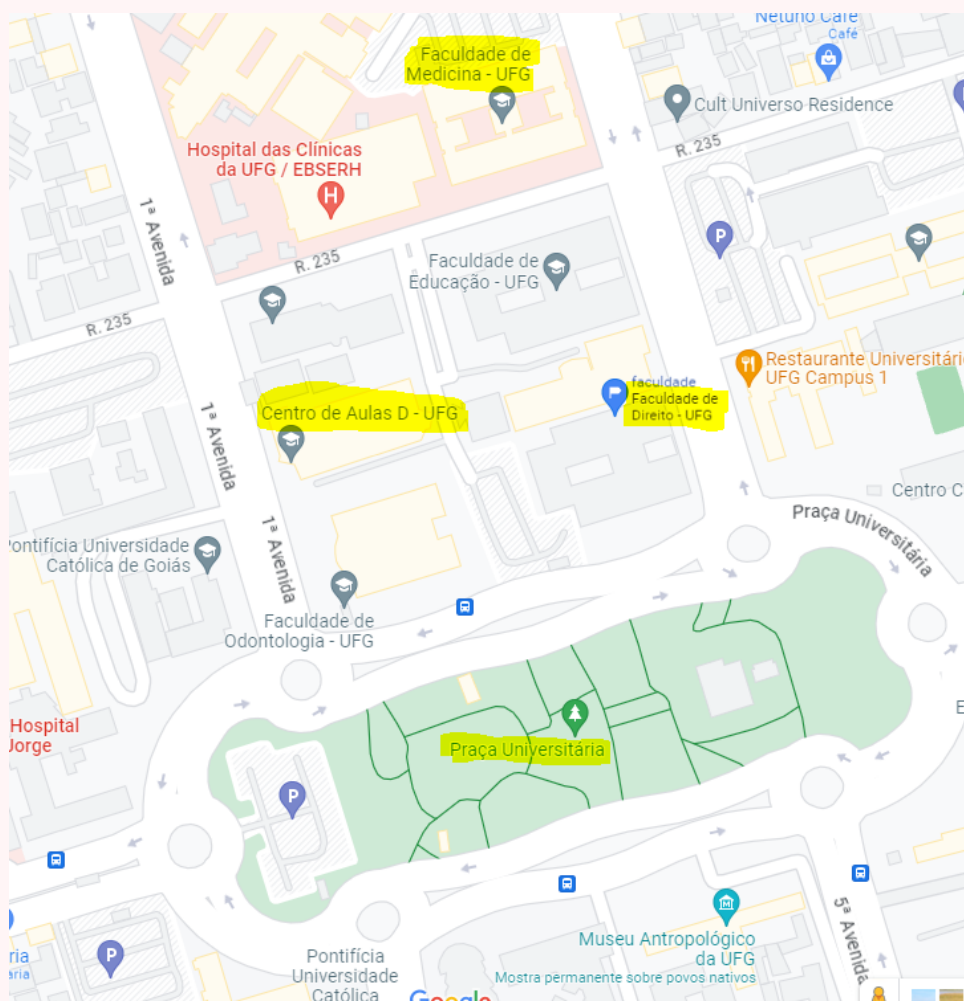 Netuno Café
Café
Faculdade de
Medicina - UFG
Cult Universo Residence
R. 235
Hospital das Clínicas
da UFG / EBSERH
H
1ª Avenida
P
R. 235
Faculdade de
Educação - UFG
R. 235
Restaurante Universitári
UFG Campus 1
faculdade
Faculdade de
Direito - UFG
Centro de Aulas D - UFG
1ª Avenida
Centro C
Praça Universitária
1ª Avenida
Pontifícia Universidade
Católica de Goiás
Faculdade de
Odontologia - UFG
E
Hospital
Jorge
Praça Universitária
P
5ª Avenida
M
Museu Antropológico
da UFG
Mostra permanente sobre povos nativos
ria
aria
P
Pontifícia
Universidade
Católica
Google